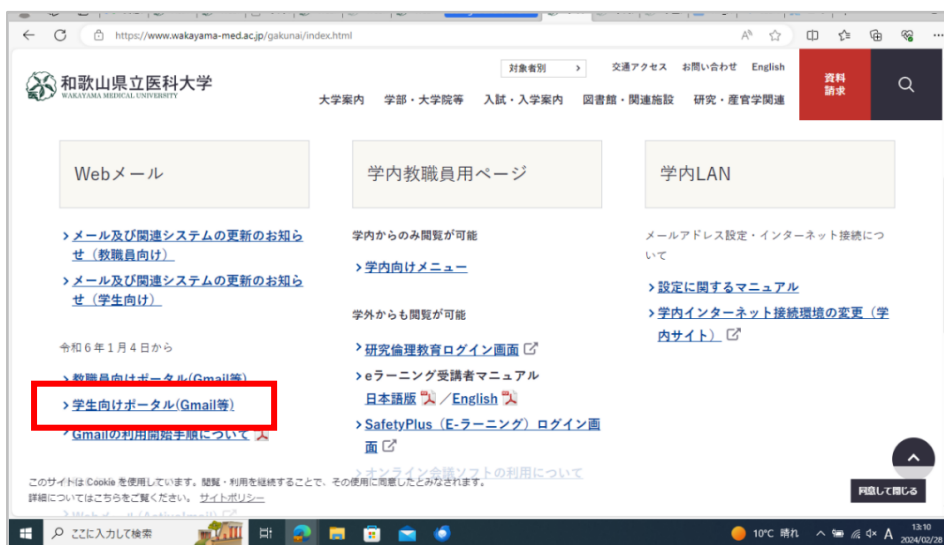 https://www.wakayama-med.ac.jp/gakunai/index.html
対象者別 > 交通アクセス お問い合わせ English
和歌山県立医科大学
WAKAYAMA MEDICAL UNIVERSITY
資料
請求
大学案内 学部・大学院等 入試・入学案内 図書館・関連施設 研究・産官学関連
Webメール
メール及び関連システムの更新のお知ら
せ（教職員向け）
メール及び関連システムの更新のお知ら
せ（学生向け）
令和6年1月4日から
教職員向けポータル(Gmail等)
学生向けポータル(Gmail等)
Gmailの利用開始手順について
学内教職員用ページ
学内からのみ閲覧が可能
学内向けメニュー
学外からも閲覧が可能
研究倫理教育ログイン画面
eラーニング受講者マニュアル
日本語版／English
SafetyPlus（E-ラーニング）ログイン画
面
オンライン会議ソフトの利用について
学内LAN
メールアドレス設定・インターネット接続につ
いて
設定に関するマニュアル
学内インターネット接続環境の変更（学
内サイト）
このサイトは Cookie を使用しています。閲覧・利用を継続することで、その使用に同意したとみなされます。
詳細についてはこちらをご覧ください。 サイトポリシー
同意して閉じる
Webメール(Active!mail)
ここに入力して検索
10°C 晴れ
A
13:10
2024/02/28